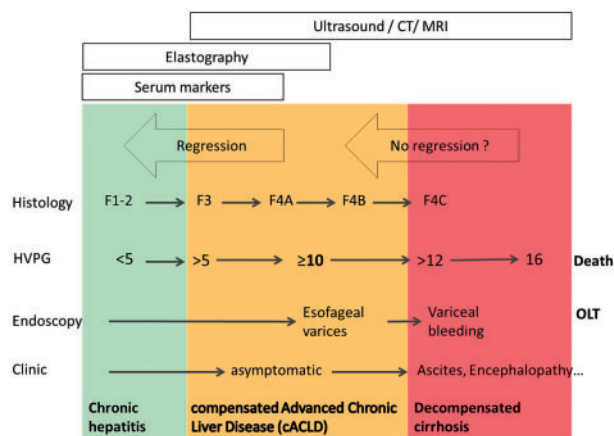 Ultrasound / CT/ MRI
Elastography
Serum markers
Regression
No regression ?
Histology F1-2 F3 F4A F4B F4C
HVPG <5 >5 ≥10 >12 16 Death
Endoscopy Esofageal varices Variceal bleeding OLT
Clinic asymptomatic Ascites, Encephalopathy...
Chronic hepatitis
compensated Advanced Chronic
Liver Disease (cACLD)
Decompensated
cirrhosis